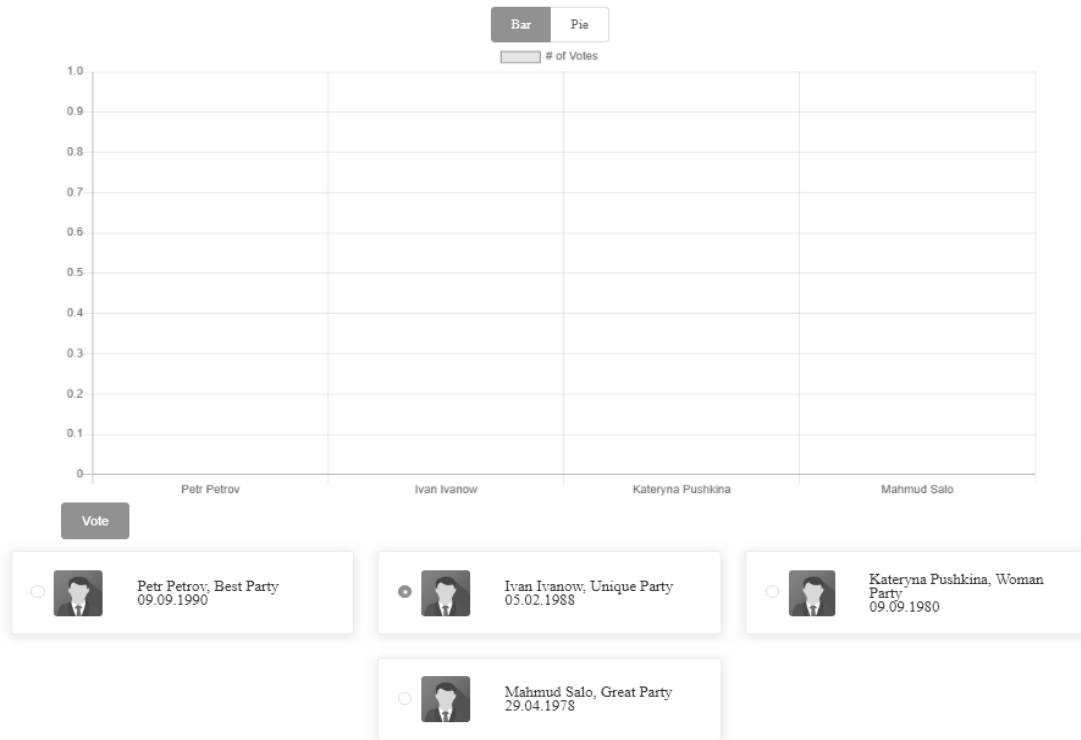 Bar Pie
# of Votes
1.0
0.9
0.8
0.7
0.6
0.5
0.4
0.3
0.2
0.1
0
Petr Petrov Ivan Ivanow Kateryna Pushkina Mahmud Salo
Vote
Petr Petrov, Best Party
09.09.1990
Ivan Ivanow, Unique Party
05.02.1988
Kateryna Pushkina, Woman
Party
09.09.1980
Mahmud Salo, Great Party
29.04.1978